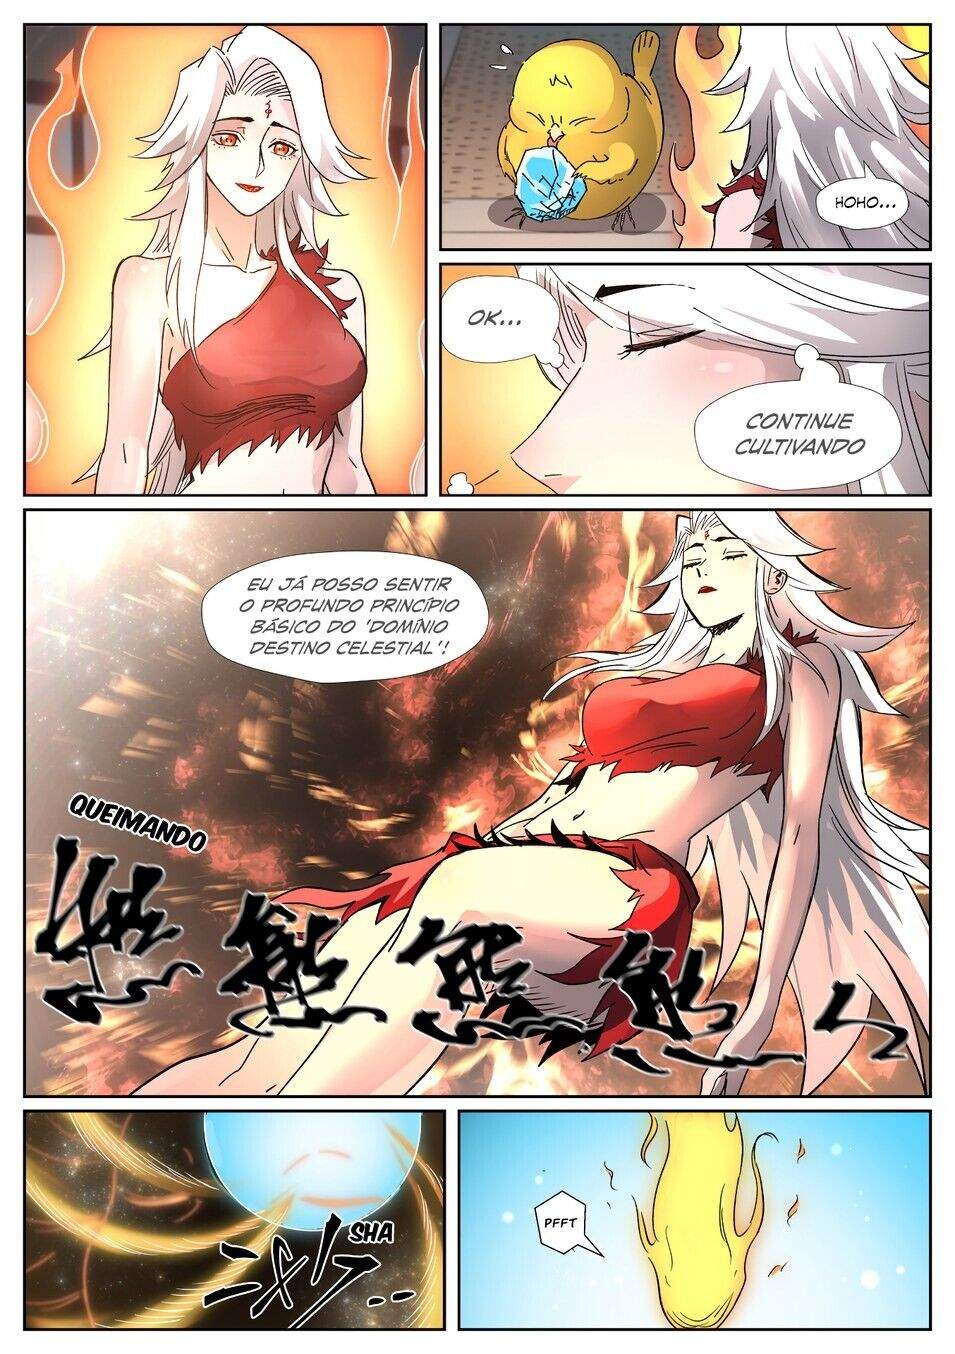 HOHO...
OK...
CONTINUE
CULTIVANDO
EU JÁ POSSO SENTIR
O PROFUNDO PRINCÍPIO
BÁSICO DO 'DOMÍNIO
DESTINO CELESTIAL'!
QUEIMANDO
SHA
PFFT